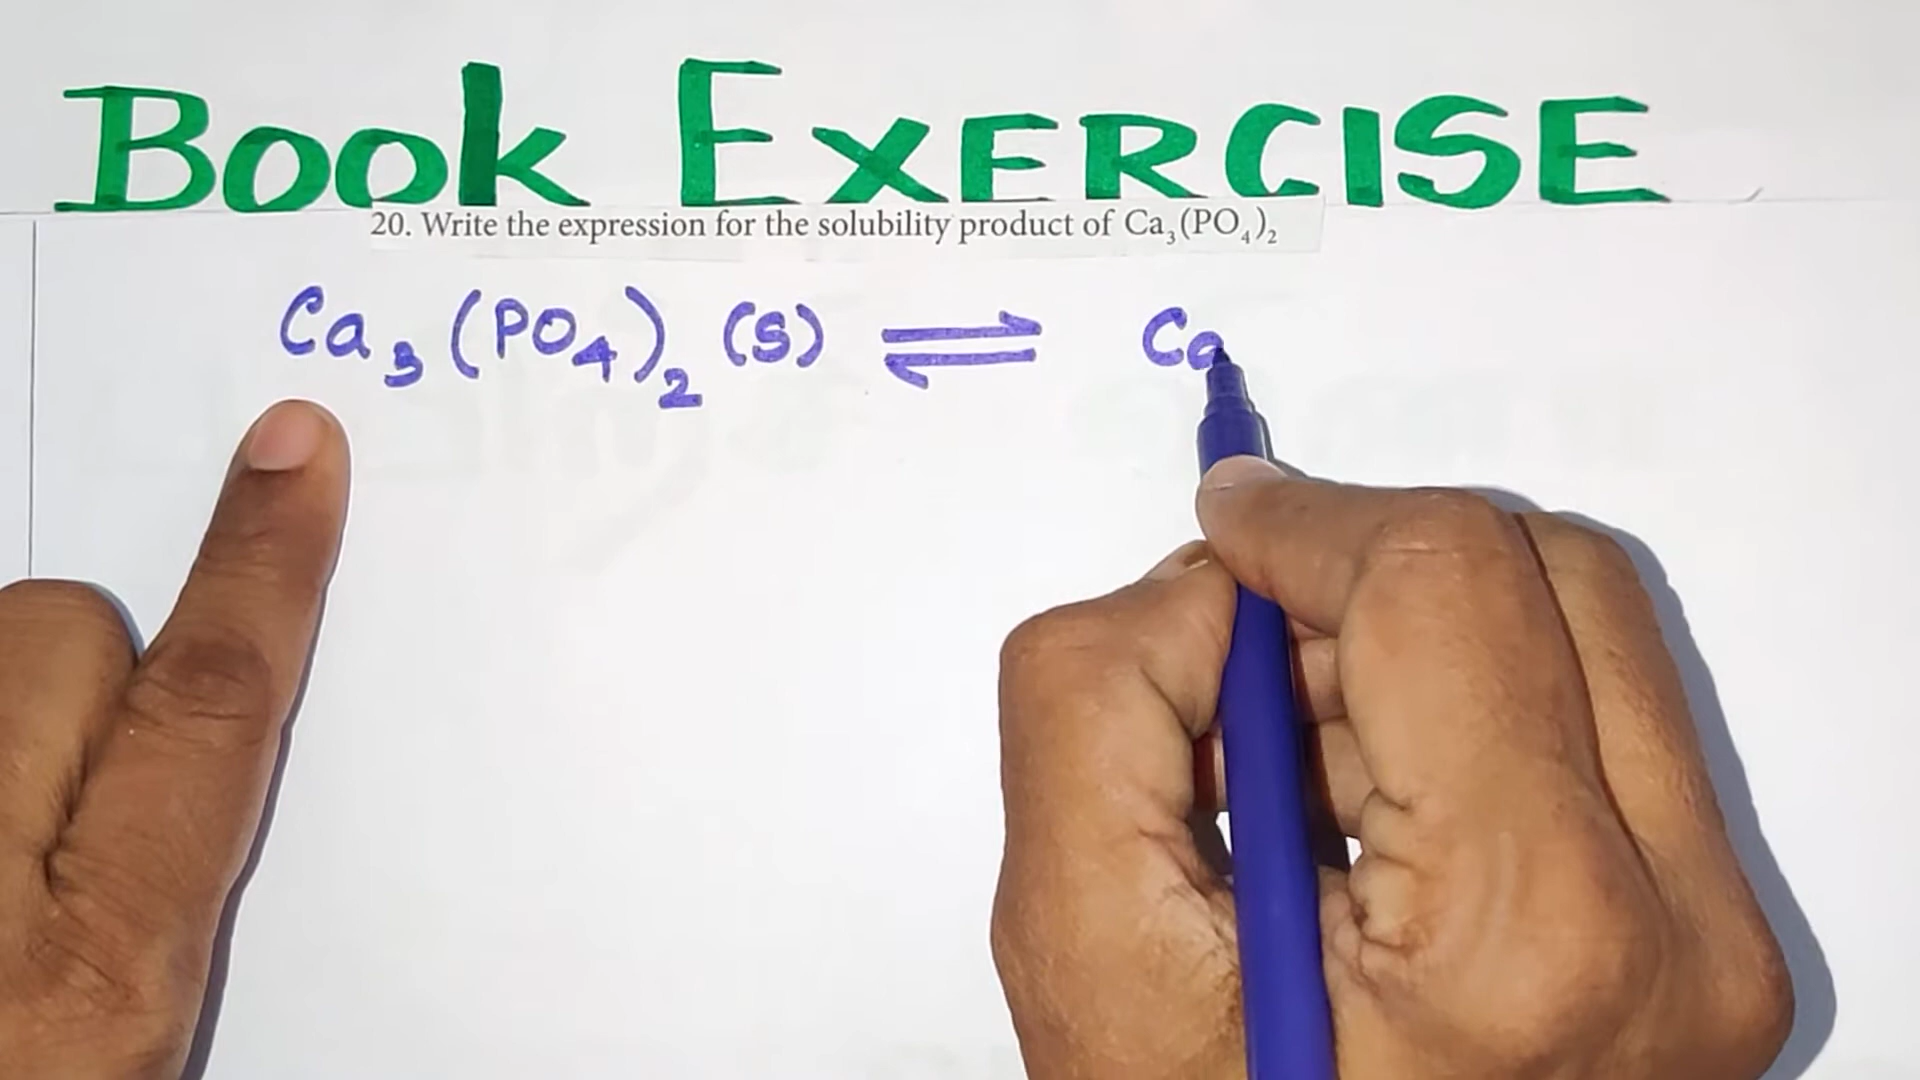 BOOK EXERCISE
20. Write the expression for the solubility product of Ca₃(PO₄)₂
Ca₃(PO₄)₂(s) ⇌ Ca